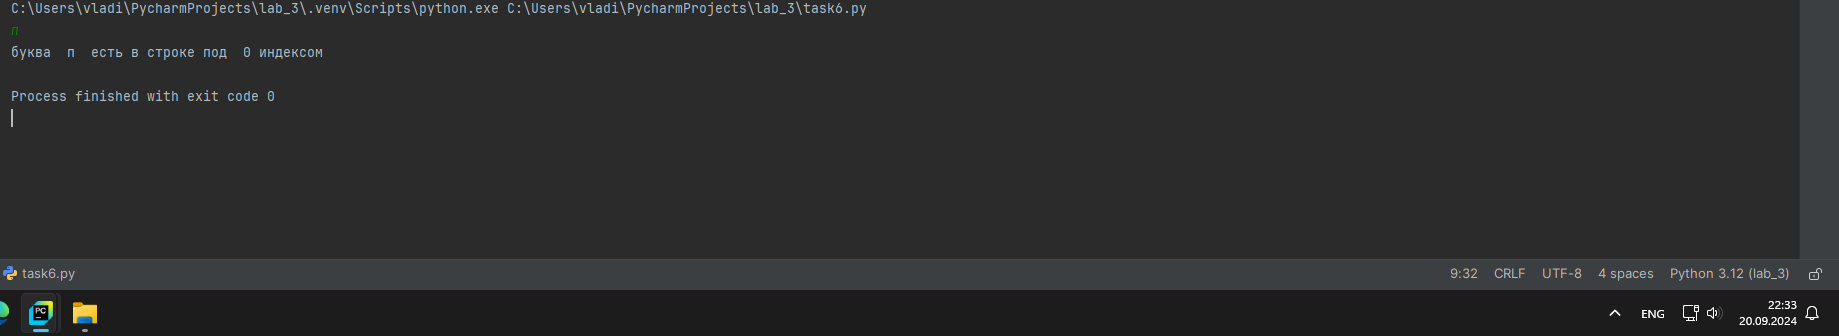 C:\Users\vladi\PycharmProjects\lab_3\.venv\Scripts\python.exe C:\Users\vladi\PycharmProjects\lab_3\task6.py
п
буква  п  есть в строке под  0 индексом
Process finished with exit code 0
task6.py 9:32 CRLF UTF-8 4 spaces Python 3.12 (lab_3)
PC ENG 22:33
20.09.2024